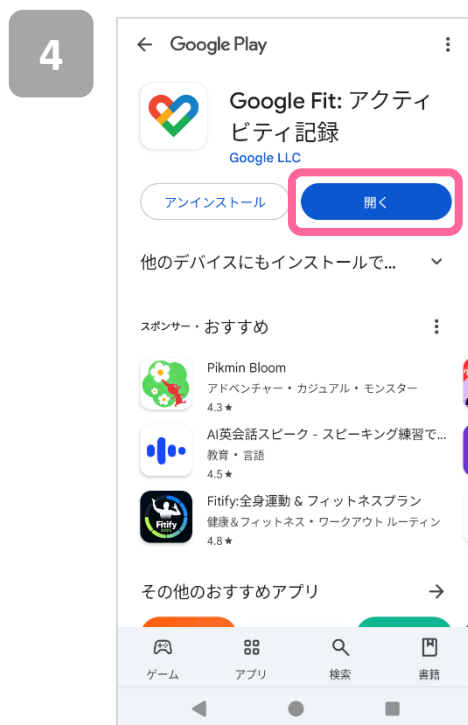 4
Google Play
Google Fit: アクティ
ビティ記録
Google LLC
アンインストール
開く
他のデバイスにもインストールで...
スポンサー・おすすめ
Pikmin Bloom
アドベンチャー • カジュアル • モンスター
4.3★
AI英会話スピーク - スピーキング練習で...
教育 • 言語
4.5★
Fitify
Fitify:全身運動 & フィットネスプラン
健康＆フィットネス • ワークアウト ルーティン
4.8★
その他のおすすめアプリ
ゲーム
アプリ
検索
書籍